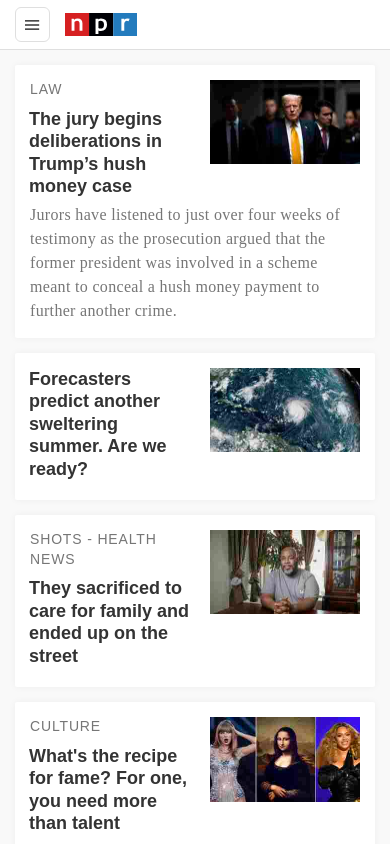 npr
LAW
The jury begins
deliberations in
Trump’s hush
money case
Jurors have listened to just over four weeks of
testimony as the prosecution argued that the
former president was involved in a scheme
meant to conceal a hush money payment to
further another crime.
Forecasters
predict another
sweltering
summer. Are we
ready?
SHOTS - HEALTH
NEWS
They sacrificed to
care for family and
ended up on the
street
CULTURE
What's the recipe
for fame? For one,
you need more
than talent